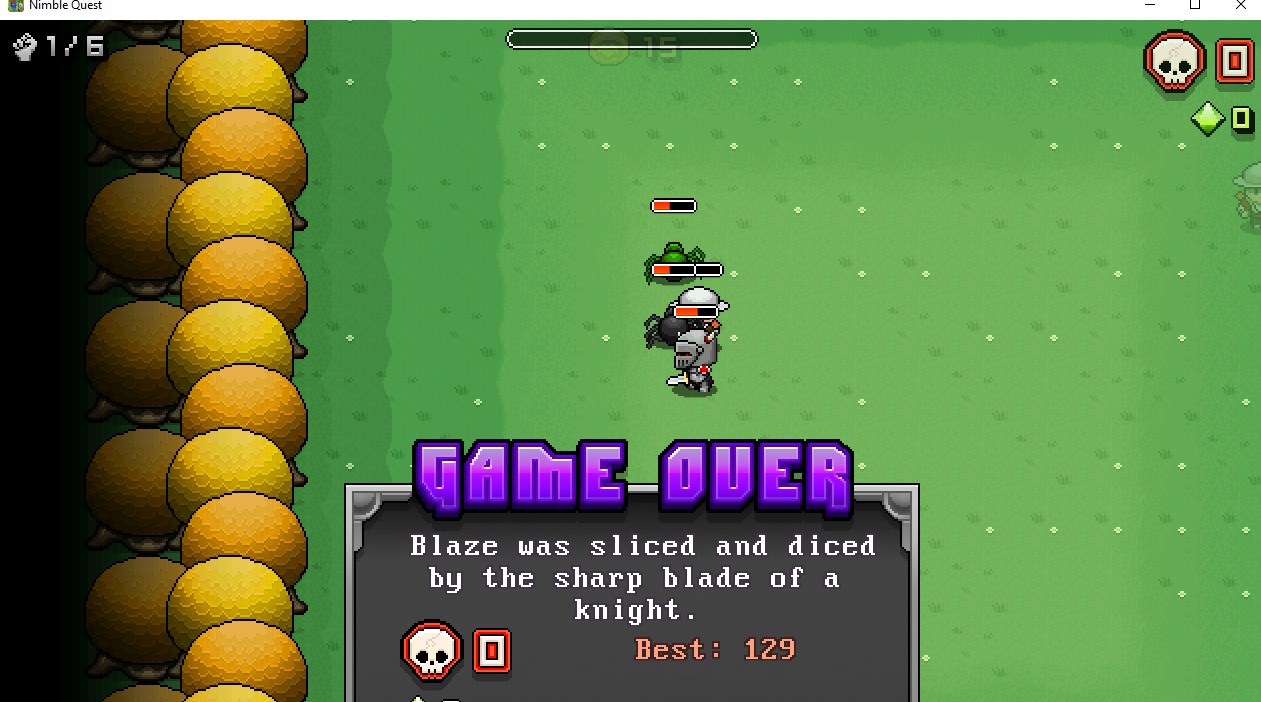 Nimble Quest
1/6
15
0
0
GAME OVER
Blaze was sliced and diced
by the sharp blade of a
knight.
0
Best: 129